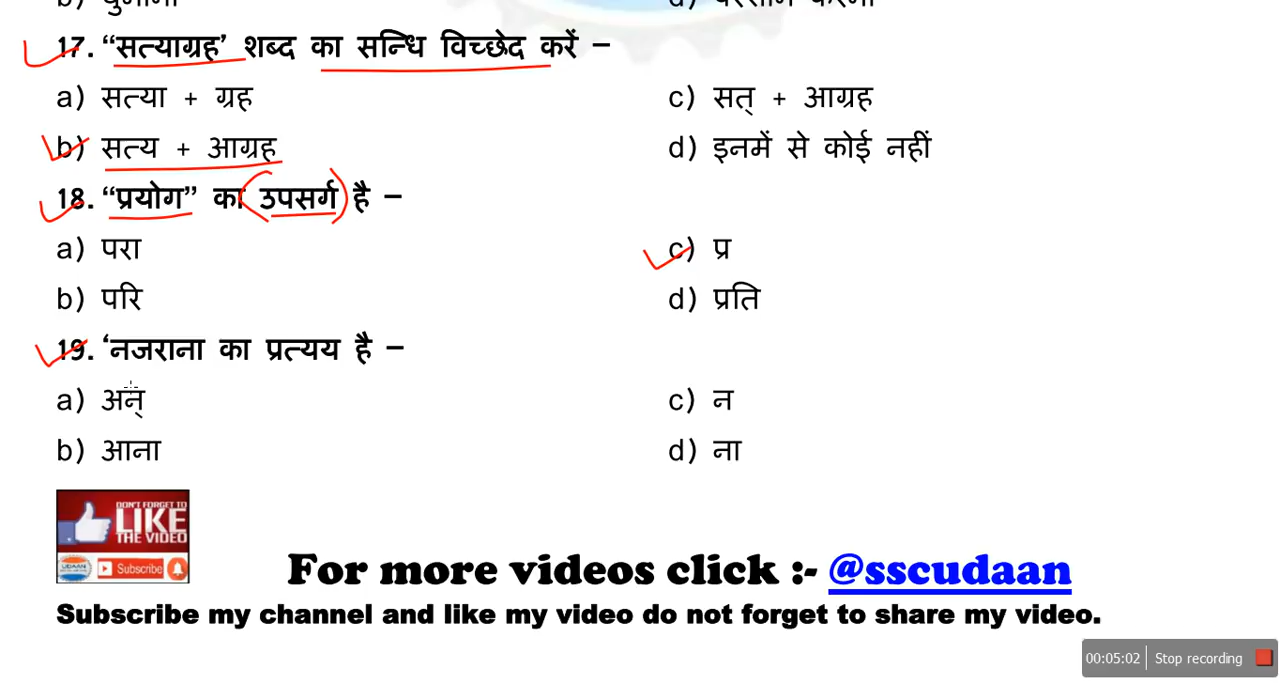 b) चुभाना d) परेशान करना
17. “सत्याग्रह’ शब्द का सन्धि विच्छेद करें –
a) सत्या + ग्रह c) सत् + आग्रह
b) सत्य + आग्रह d) इनमें से कोई नहीं
18. “प्रयोग” का उपसर्ग है –
a) परा c) प्र
b) परि d) प्रति
19. ‘नजराना का प्रत्यय है –
a) अन् c) न
b) आना d) ना
DON'T FORGET TO
LIKE
THE VIDEO
UDAAN Subscribe
For more videos click :- @sscudaan
Subscribe my channel and like my video do not forget to share my video.
00:05:02 Stop recording